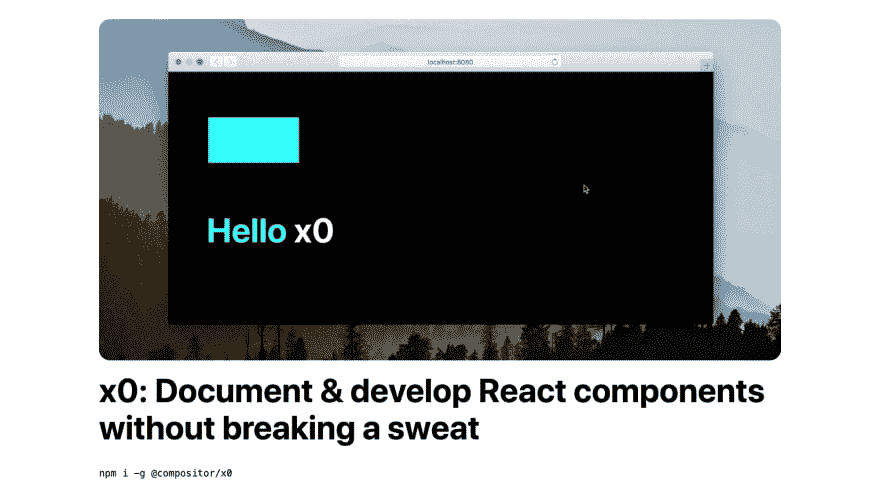 localhost:8080
Hello x0
x0: Document & develop React components
without breaking a sweat
npm i -g @compositor/x0